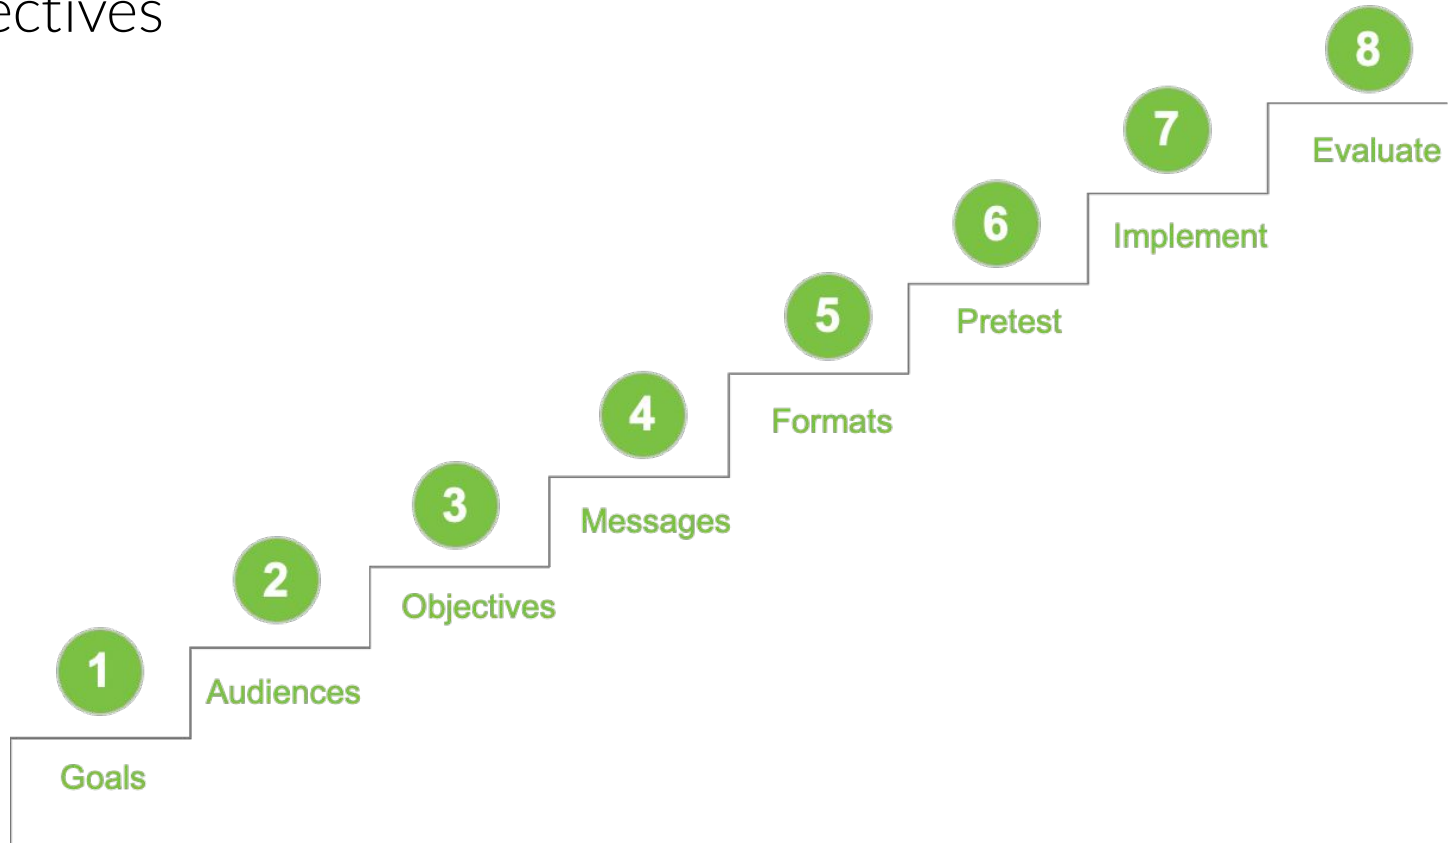 ectives
8
Evaluate
7
Implement
6
Pretest
5
Formats
4
Messages
3
Objectives
2
Audiences
1
Goals